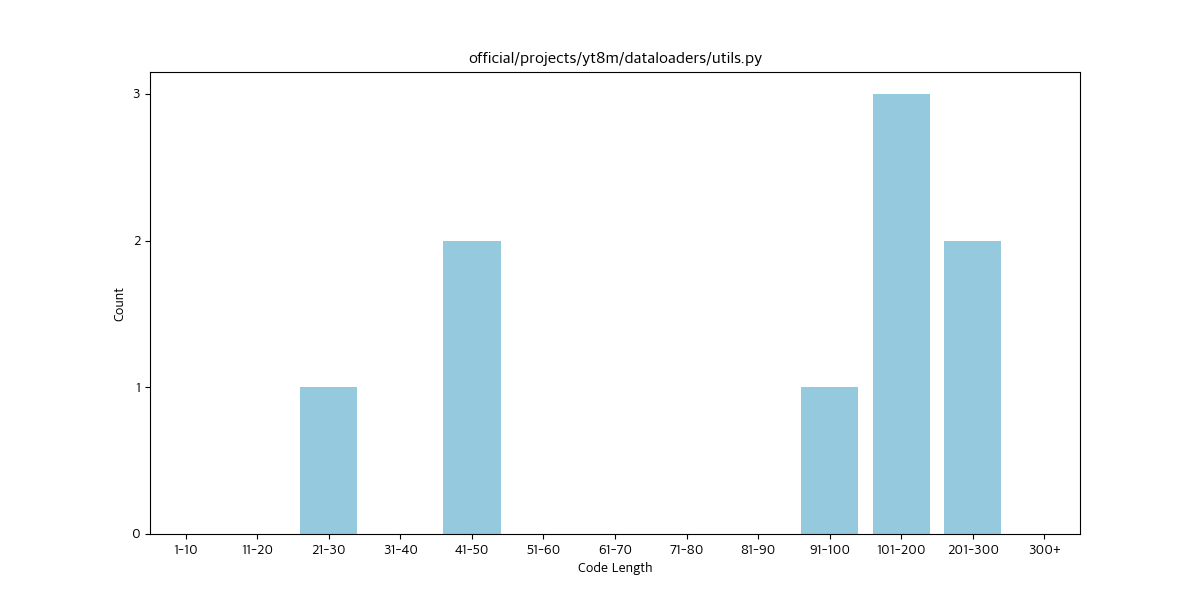 official/projects/yt8m/dataloaders/utils.py
3
2
1
0
Count
1-10 11-20 21-30 31-40 41-50 51-60 61-70 71-80 81-90 91-100 101-200 201-300 300+
Code Length